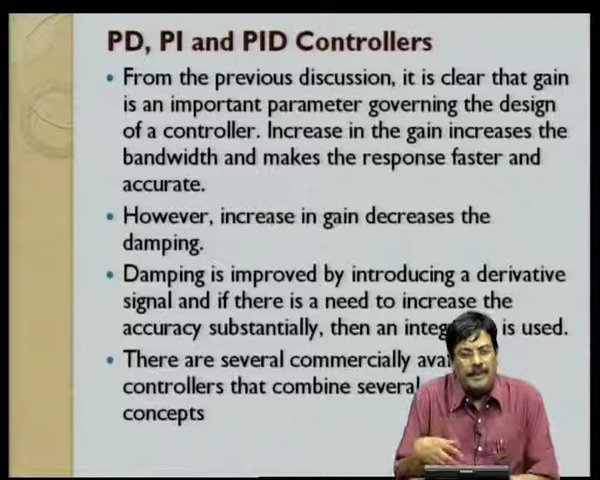 PD, PI and PID Controllers
• From the previous discussion, it is clear that gain
is an important parameter governing the design
of a controller. Increase in the gain increases the
bandwidth and makes the response faster and
accurate.
• However, increase in gain decreases the
damping.
• Damping is improved by introducing a derivative
signal and if there is a need to increase the
accuracy substantially, then an is used.
• There are several commercially
controllers that combine several
concepts